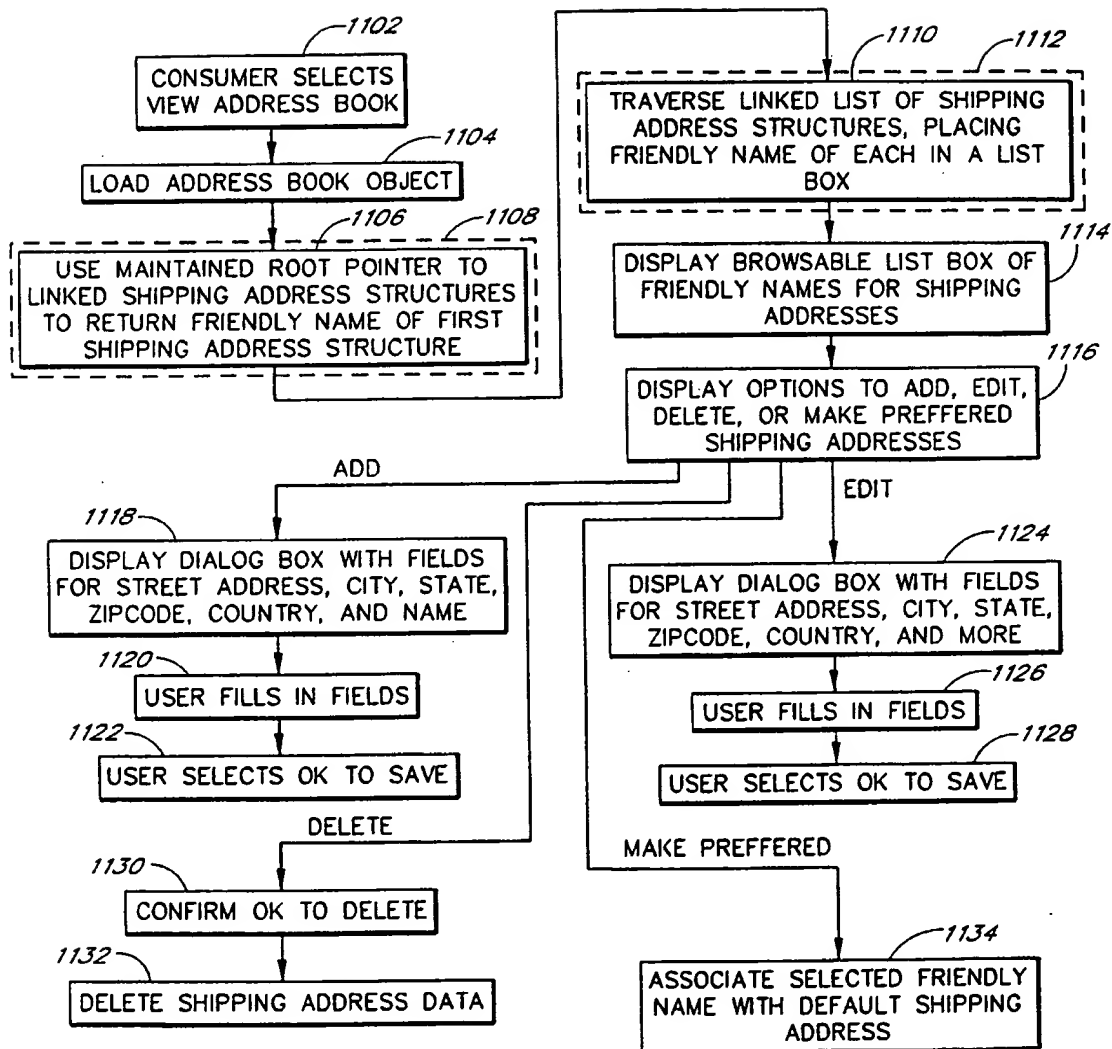 1102
CONSUMER SELECTS
VIEW ADDRESS BOOK
1104
LOAD ADDRESS BOOK OBJECT
1106
1108
USE MAINTAINED ROOT POINTER TO
LINKED SHIPPING ADDRESS STRUCTURES
TO RETURN FRIENDLY NAME OF FIRST
SHIPPING ADDRESS STRUCTURE
1110
1112
TRAVERSE LINKED LIST OF SHIPPING
ADDRESS STRUCTURES, PLACING
FRIENDLY NAME OF EACH IN A LIST
BOX
1114
DISPLAY BROWSABLE LIST BOX OF
FRIENDLY NAMES FOR SHIPPING
ADDRESSES
1116
DISPLAY OPTIONS TO ADD, EDIT,
DELETE, OR MAKE PREFFERED
SHIPPING ADDRESSES
ADD
1118
DISPLAY DIALOG BOX WITH FIELDS
FOR STREET ADDRESS, CITY, STATE,
ZIPCODE, COUNTRY, AND NAME
1120
USER FILLS IN FIELDS
1122
USER SELECTS OK TO SAVE
EDIT
1124
DISPLAY DIALOG BOX WITH FIELDS
FOR STREET ADDRESS, CITY, STATE,
ZIPCODE, COUNTRY, AND MORE
1126
USER FILLS IN FIELDS
1128
USER SELECTS OK TO SAVE
DELETE
1130
CONFIRM OK TO DELETE
1132
DELETE SHIPPING ADDRESS DATA
MAKE PREFFERED
1134
ASSOCIATE SELECTED FRIENDLY
NAME WITH DEFAULT SHIPPING
ADDRESS